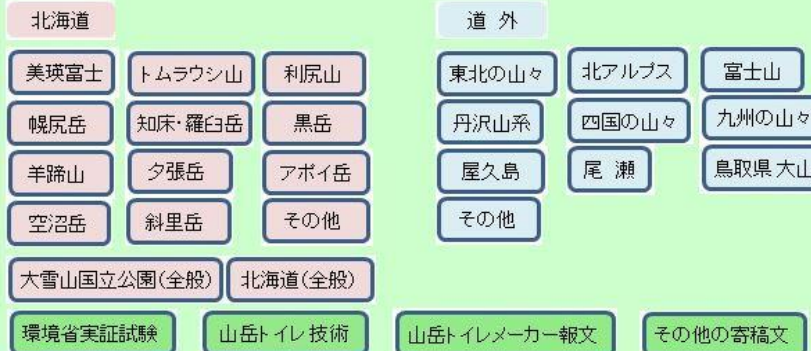 北海道 道 外
美瑛富士 トムラウシ山 利尻山 東北の山々 北アルプス 富士山
幌尻岳 知床・羅臼岳 黒岳 丹沢山系 四国の山々 九州の山々
羊蹄山 夕張岳 アポイ岳 屋久島 尾 瀬 鳥取県 大山
空沼岳 斜里岳 その他 その他
大雪山国立公園(全般) 北海道(全般)
環境省実証試験 山岳トイレ技術 山岳トイレメーカー報文 その他の寄稿文